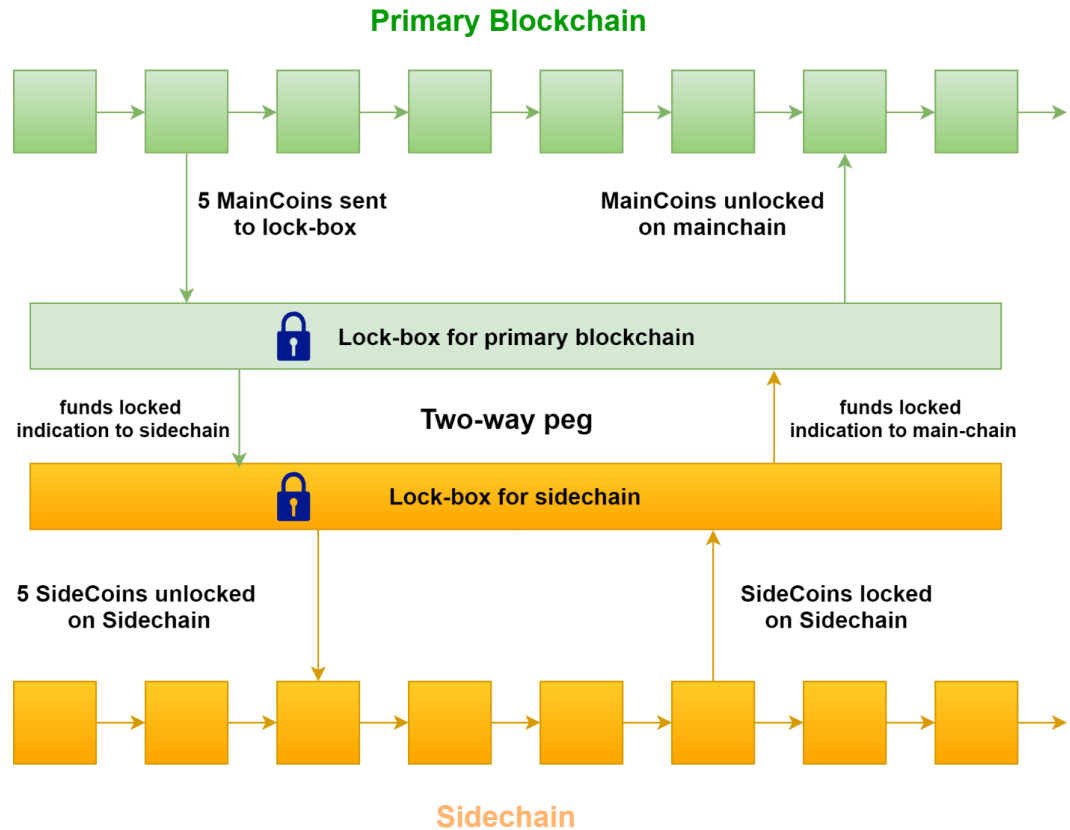 Primary Blockchain
5 MainCoins sent
to lock-box
MainCoins unlocked
on mainchain
Lock-box for primary blockchain
funds locked
indication to sidechain
Two-way peg
funds locked
indication to main-chain
Lock-box for sidechain
5 SideCoins unlocked
on Sidechain
SideCoins locked
on Sidechain
Sidechain